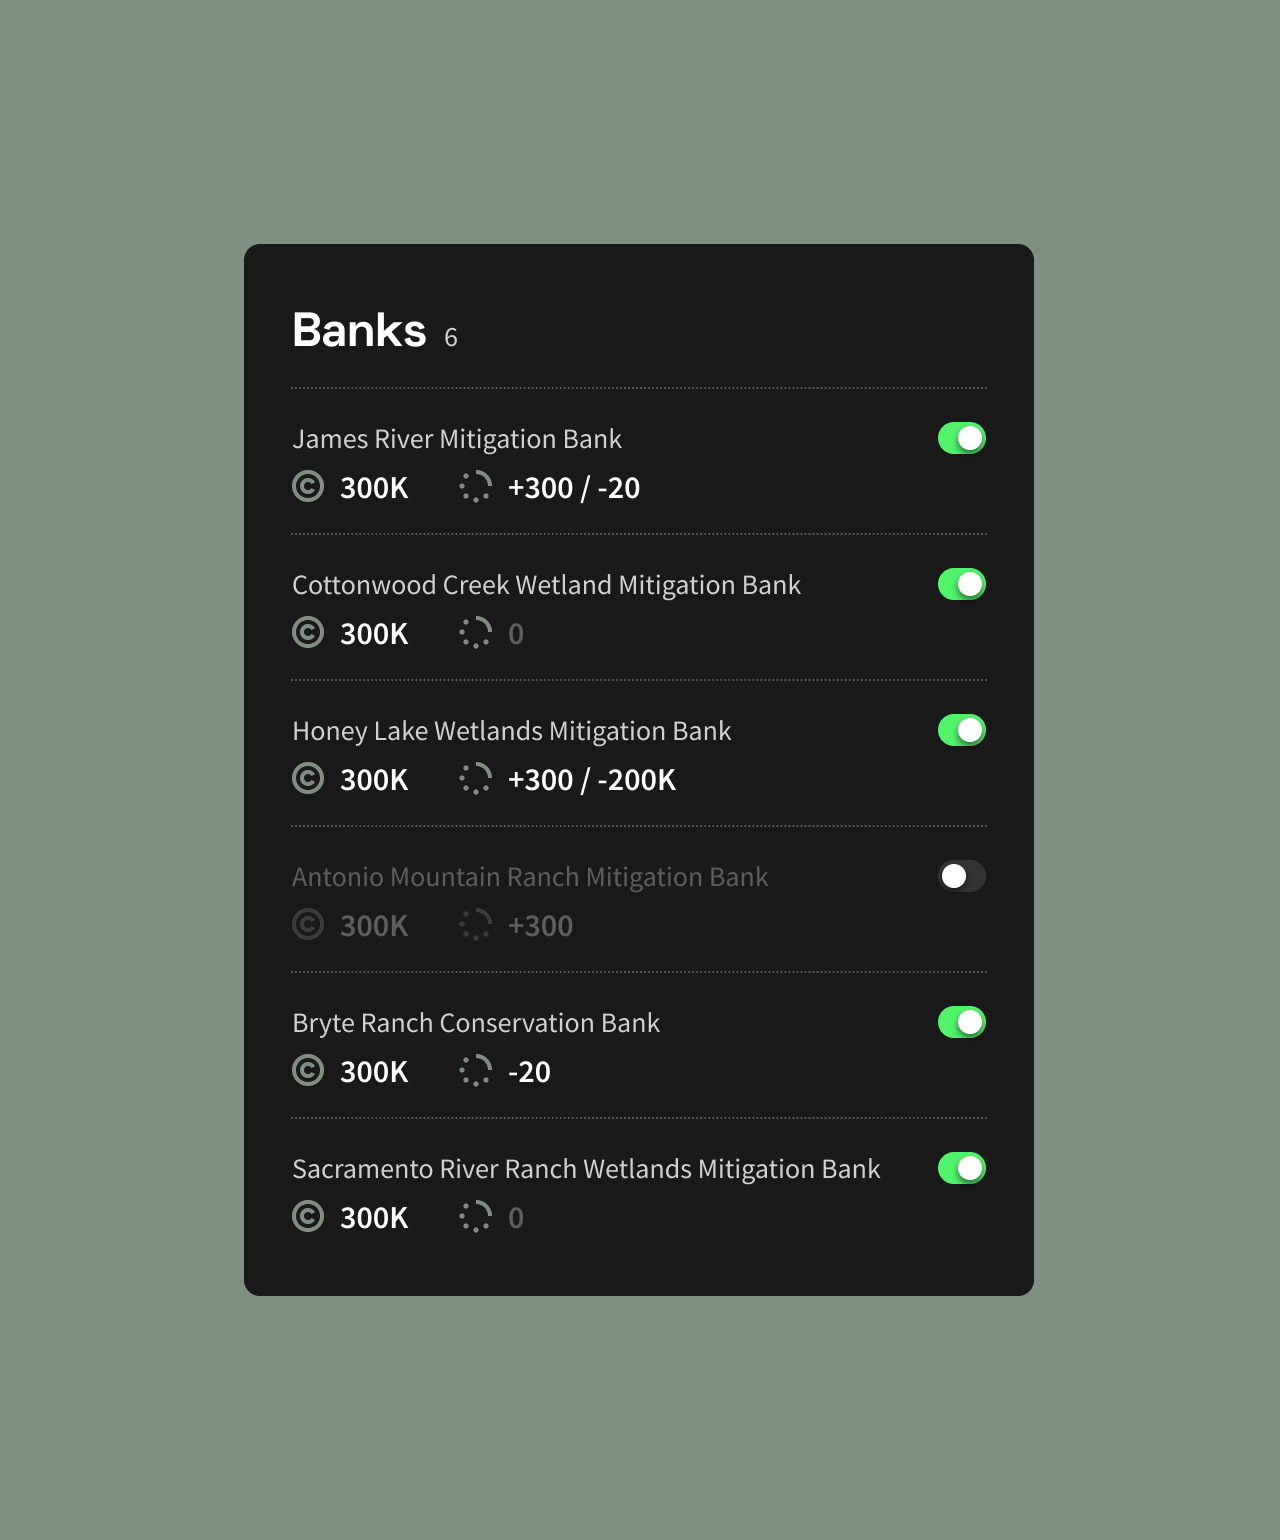 Banks 6
James River Mitigation Bank
300K +300 / -20
Cottonwood Creek Wetland Mitigation Bank
300K 0
Honey Lake Wetlands Mitigation Bank
300K +300 / -200K
Antonio Mountain Ranch Mitigation Bank
300K +300
Bryte Ranch Conservation Bank
300K -20
Sacramento River Ranch Wetlands Mitigation Bank
300K 0